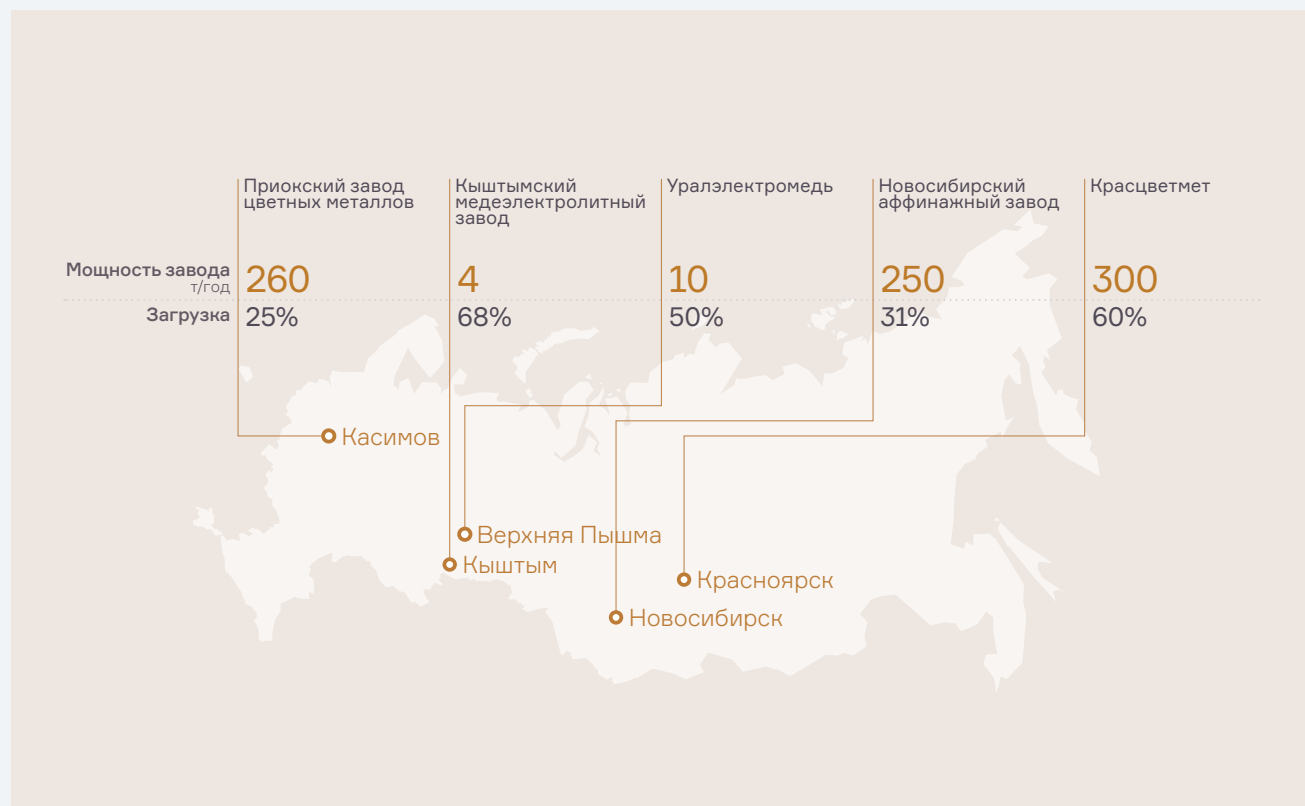 Приокский завод
цветных металлов
Кыштымский
медеэлектролитный
завод
Уралэлектромедь
Новосибирский
аффинажный завод
Красцветмет
Мощность завода
т/год
260
4
10
250
300
Загрузка
25%
68%
50%
31%
60%
Касимов
Верхняя Пышма
Кыштым
Красноярск
Новосибирск